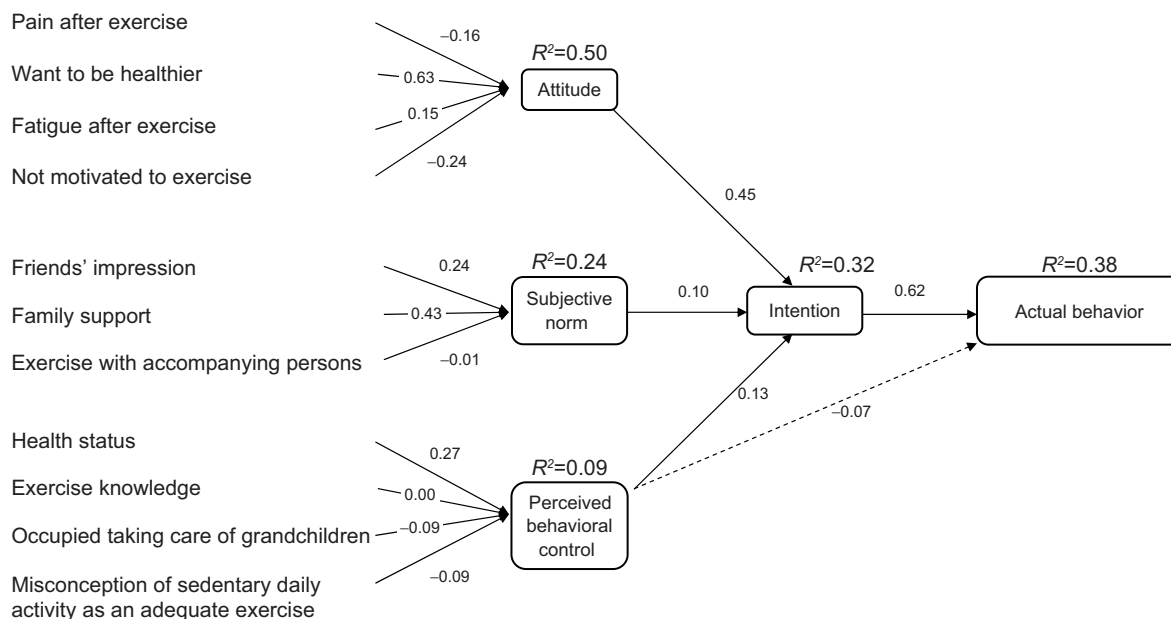 Pain after exercise
–0.16
R²=0.50
Want to be healthier
0.63
Attitude
0.15
Fatigue after exercise
–0.24
Not motivated to exercise
0.45
Friends’ impression
0.24
R²=0.24
R²=0.32
R²=0.38
Family support
0.43
Subjective
norm
0.10
Intention
0.62
Actual behavior
Exercise with accompanying persons
–0.01
0.13
–0.07
Health status
0.27
R²=0.09
Exercise knowledge
0.00
Perceived
behavioral
control
Occupied taking care of grandchildren
–0.09
–0.09
Misconception of sedentary daily
activity as an adequate exercise